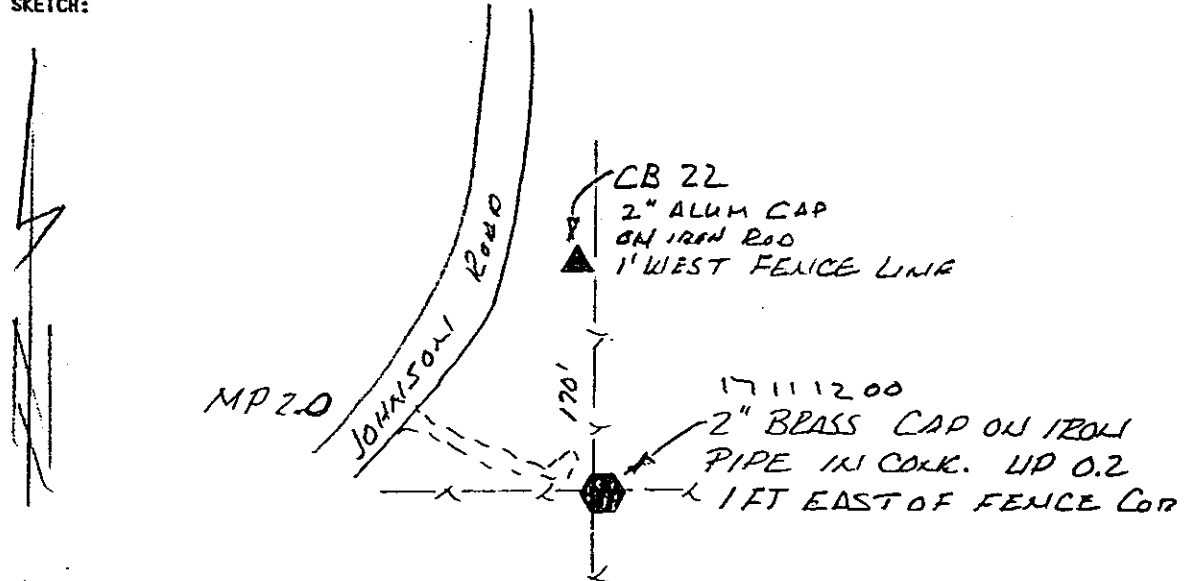 SKETCH:
N
JOHNSON ROAD
MP 2.0
CB 22
2" ALUM CAP
ON IRON ROD
1' WEST FENCE LINE
170'
17111200
2" BRASS CAP ON IRON
PIPE IN CONC. UP 0.2
1 FT EAST OF FENCE COR